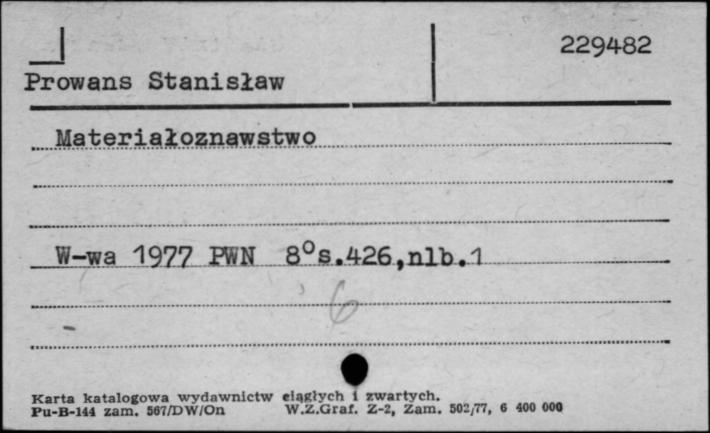 229482
Prowans Stanisław
Materiałoznawstwo
W-wa 1977 PWN 8⁰s.426,nlb.1
6
Karta katalogowa wydawnictw ciągłych i zwartych.
Pu-B-144 zam. 567/DW/On W.Z.Graf. Z-2, Zam. 502/77, 6 400 000